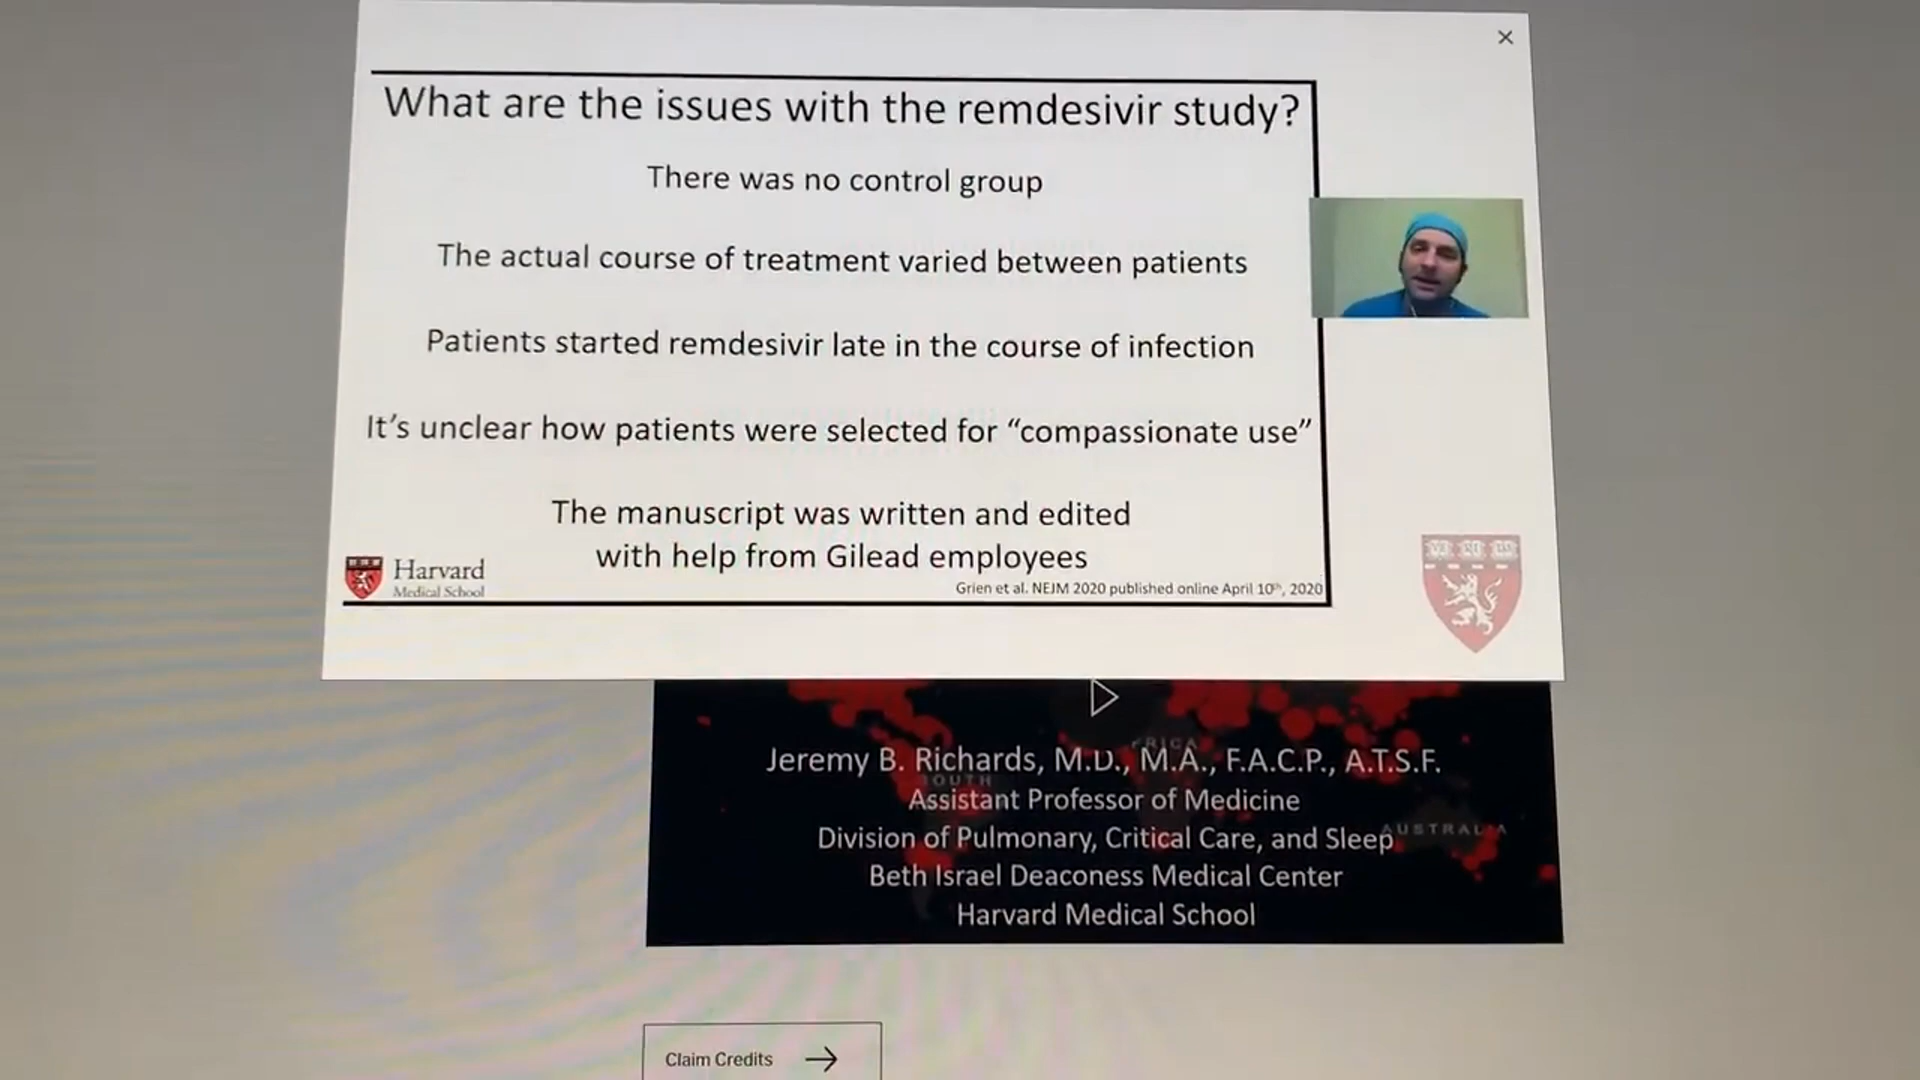 What are the issues with the remdesivir study?
There was no control group
The actual course of treatment varied between patients
Patients started remdesivir late in the course of infection
It’s unclear how patients were selected for “compassionate use”
The manuscript was written and edited
with help from Gilead employees
Harvard
Medical School
Grien et al. NEJM 2020 published online April 10th, 2020
Jeremy B. Richards, M.D., M.A., F.A.C.P., A.T.S.F.
Assistant Professor of Medicine
Division of Pulmonary, Critical Care, and Sleep
AUSTRALIA
Beth Israel Deaconess Medical Center
Harvard Medical School
Claim Credits